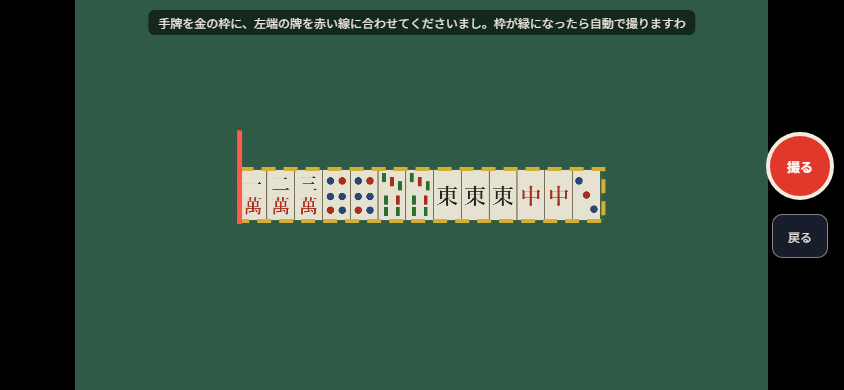 手牌を金の枠に、左端の牌を赤い線に合わせてくださいまし。枠が緑になったら自動で撮りますわ
一萬 二萬 三萬 東 東 東 中 中
撮る
戻る